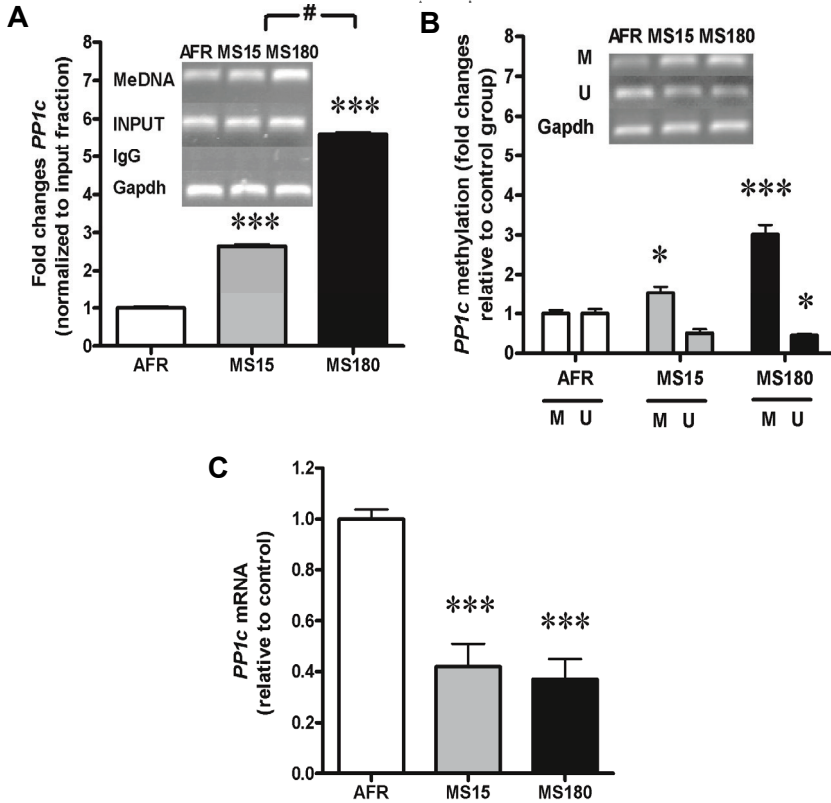 A
#
Fold changes PP1c
(normalized to input fraction)
8
7
6
5
4
3
2
1
0
AFR MS15 MS180
MeDNA
INPUT
IgG
Gapdh
***
***
AFR MS15 MS180
B
PP1c methylation (fold changes
relative to control group)
8
7
6
5
4
3
2
1
0
AFR MS15 MS180
M
U
Gapdh
*
***
*
AFR MS15 MS180
M U M U M U
C
PP1c mRNA
(relative to control)
1.2
1.0
0.8
0.6
0.4
0.2
0.0
***
***
AFR MS15 MS180